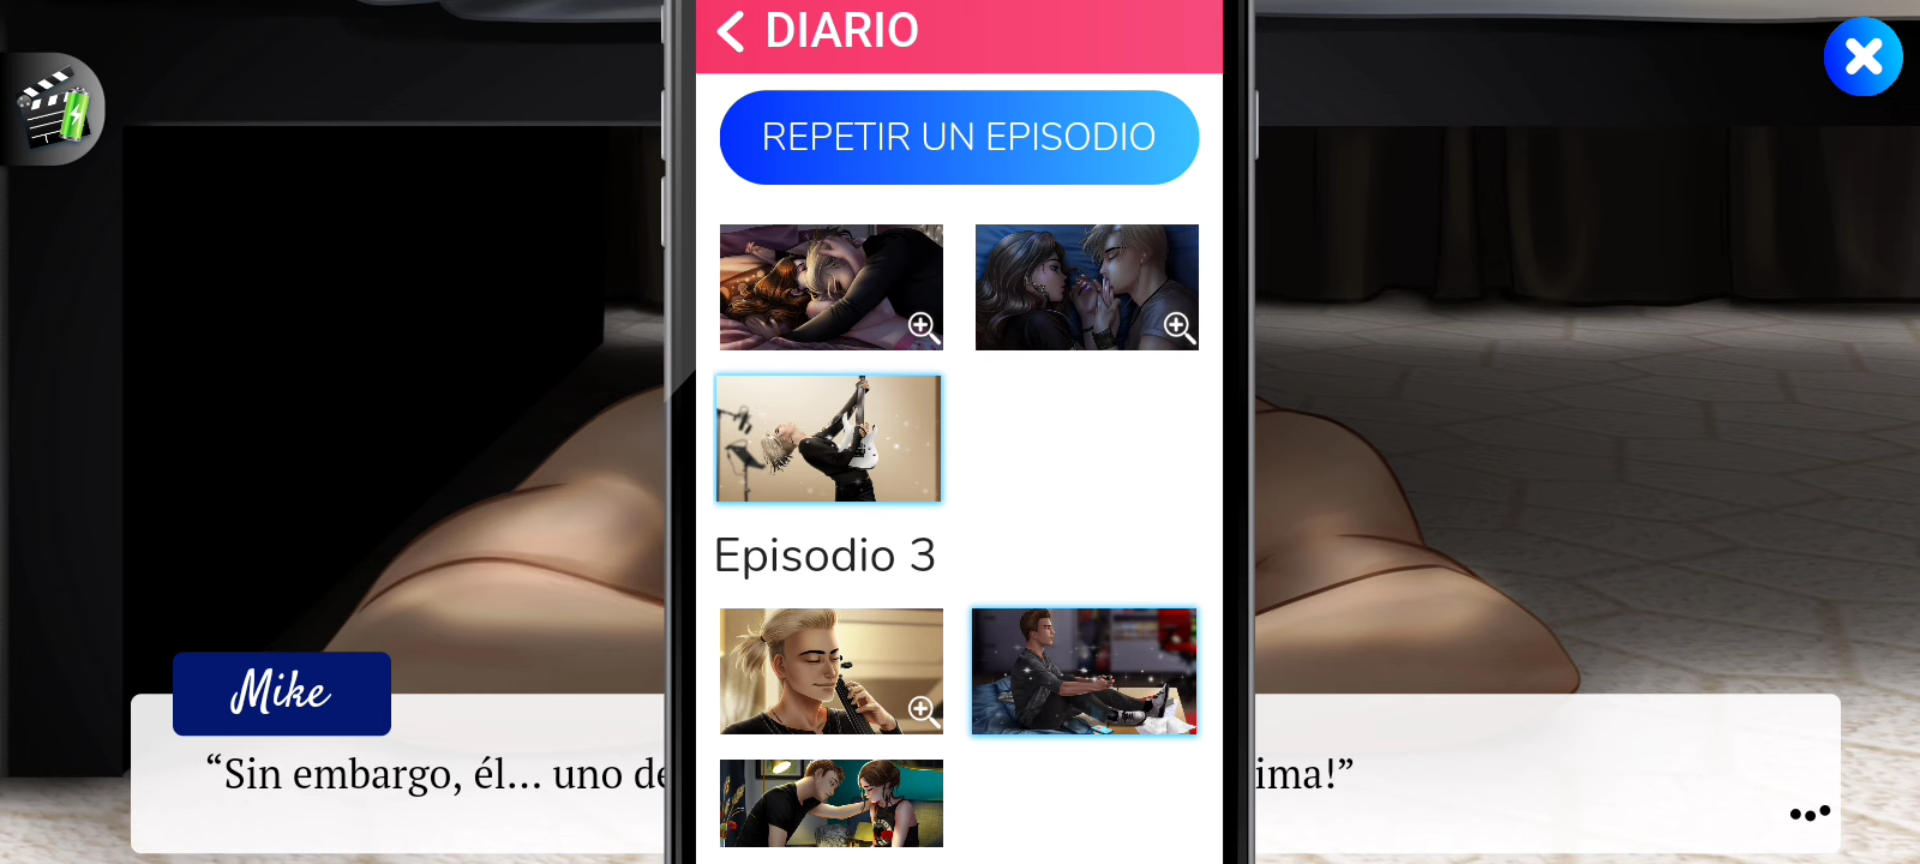 DIARIO
REPETIR UN EPISODIO
Episodio 3
Mike
“Sin embargo, él... uno de
ima!”